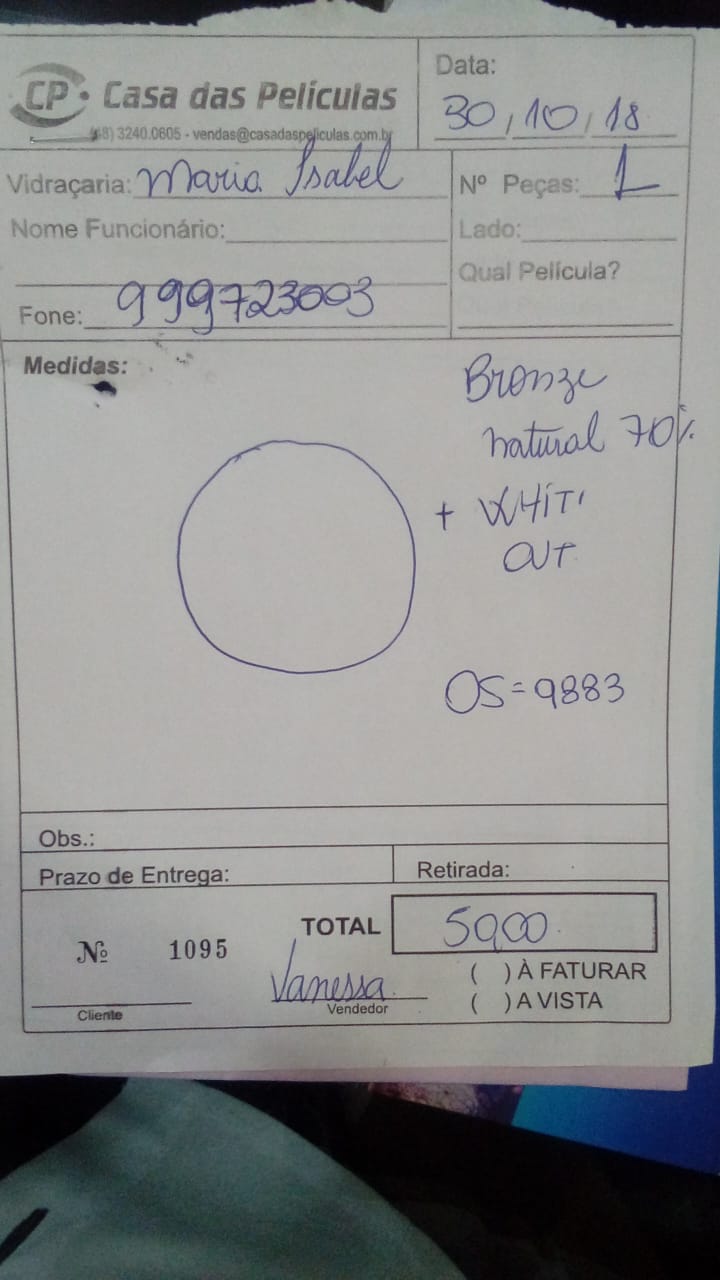 CP Casa das Películas
8) 3240.0605 - vendas@casadaspeliculas.com.br
Data:
30, 10, 18
Vidraçaria: Maria Isabel
Nº Peças: 1
Nome Funcionário:
Lado:
Qual Película?
Fone: 999723003
Medidas:
Bronze
natural 70%
+ WHITI
OUT
OS=9883
Obs.:
Prazo de Entrega:
Retirada:
Nº 1095
TOTAL 50,00
Vanessa
( ) À FATURAR
( ) A VISTA
Cliente
Vendedor